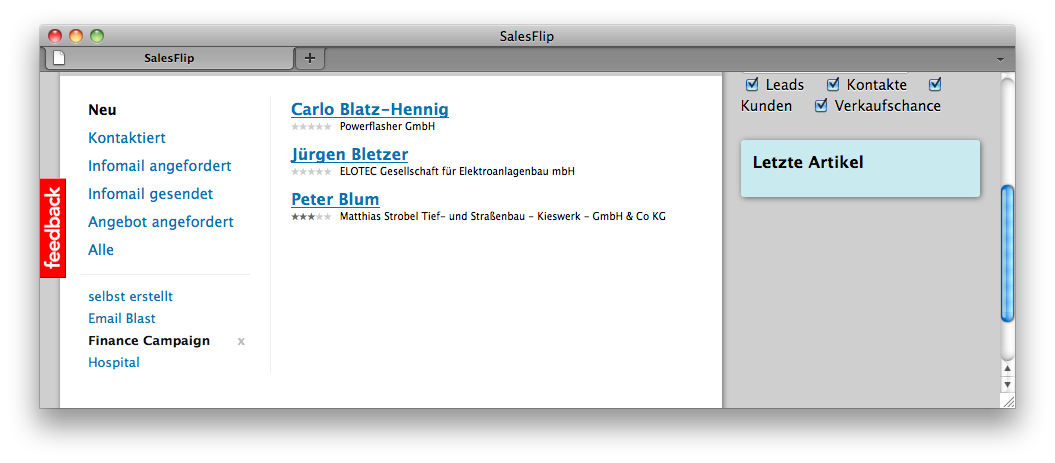 SalesFlip
SalesFlip
feedback
Neu
Kontaktiert
Infomail angefordert
Infomail gesendet
Angebot angefordert
Alle
selbst erstellt
Email Blast
Finance Campaign x
Hospital
Carlo Blatz-Hennig
Powerflasher GmbH
Jürgen Bletzer
ELOTEC Gesellschaft für Elektroanlagenbau mbH
Peter Blum
Matthias Strobel Tief- und Straßenbau - Kieswerk - GmbH & Co KG
Leads Kontakte
Kunden Verkaufschance
Letzte Artikel